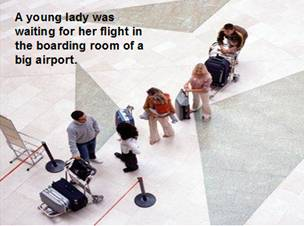 A young lady was
waiting for her flight in
the boarding room of a
big airport.